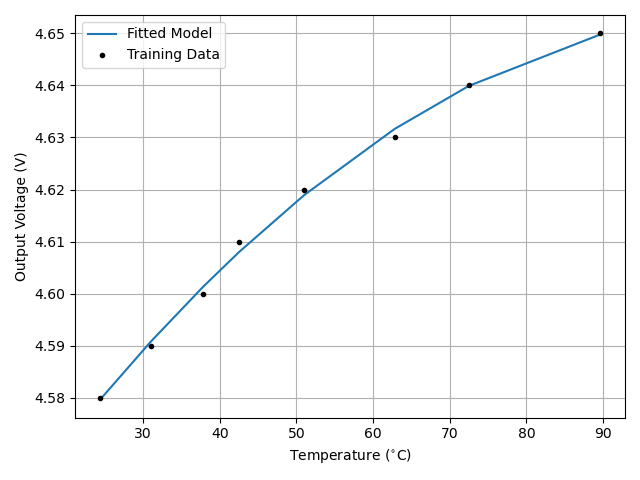 Fitted Model
Training Data
4.65
4.64
4.63
4.62
4.61
4.60
4.59
4.58
Output Voltage (V)
30 40 50 60 70 80 90
Temperature (°C)